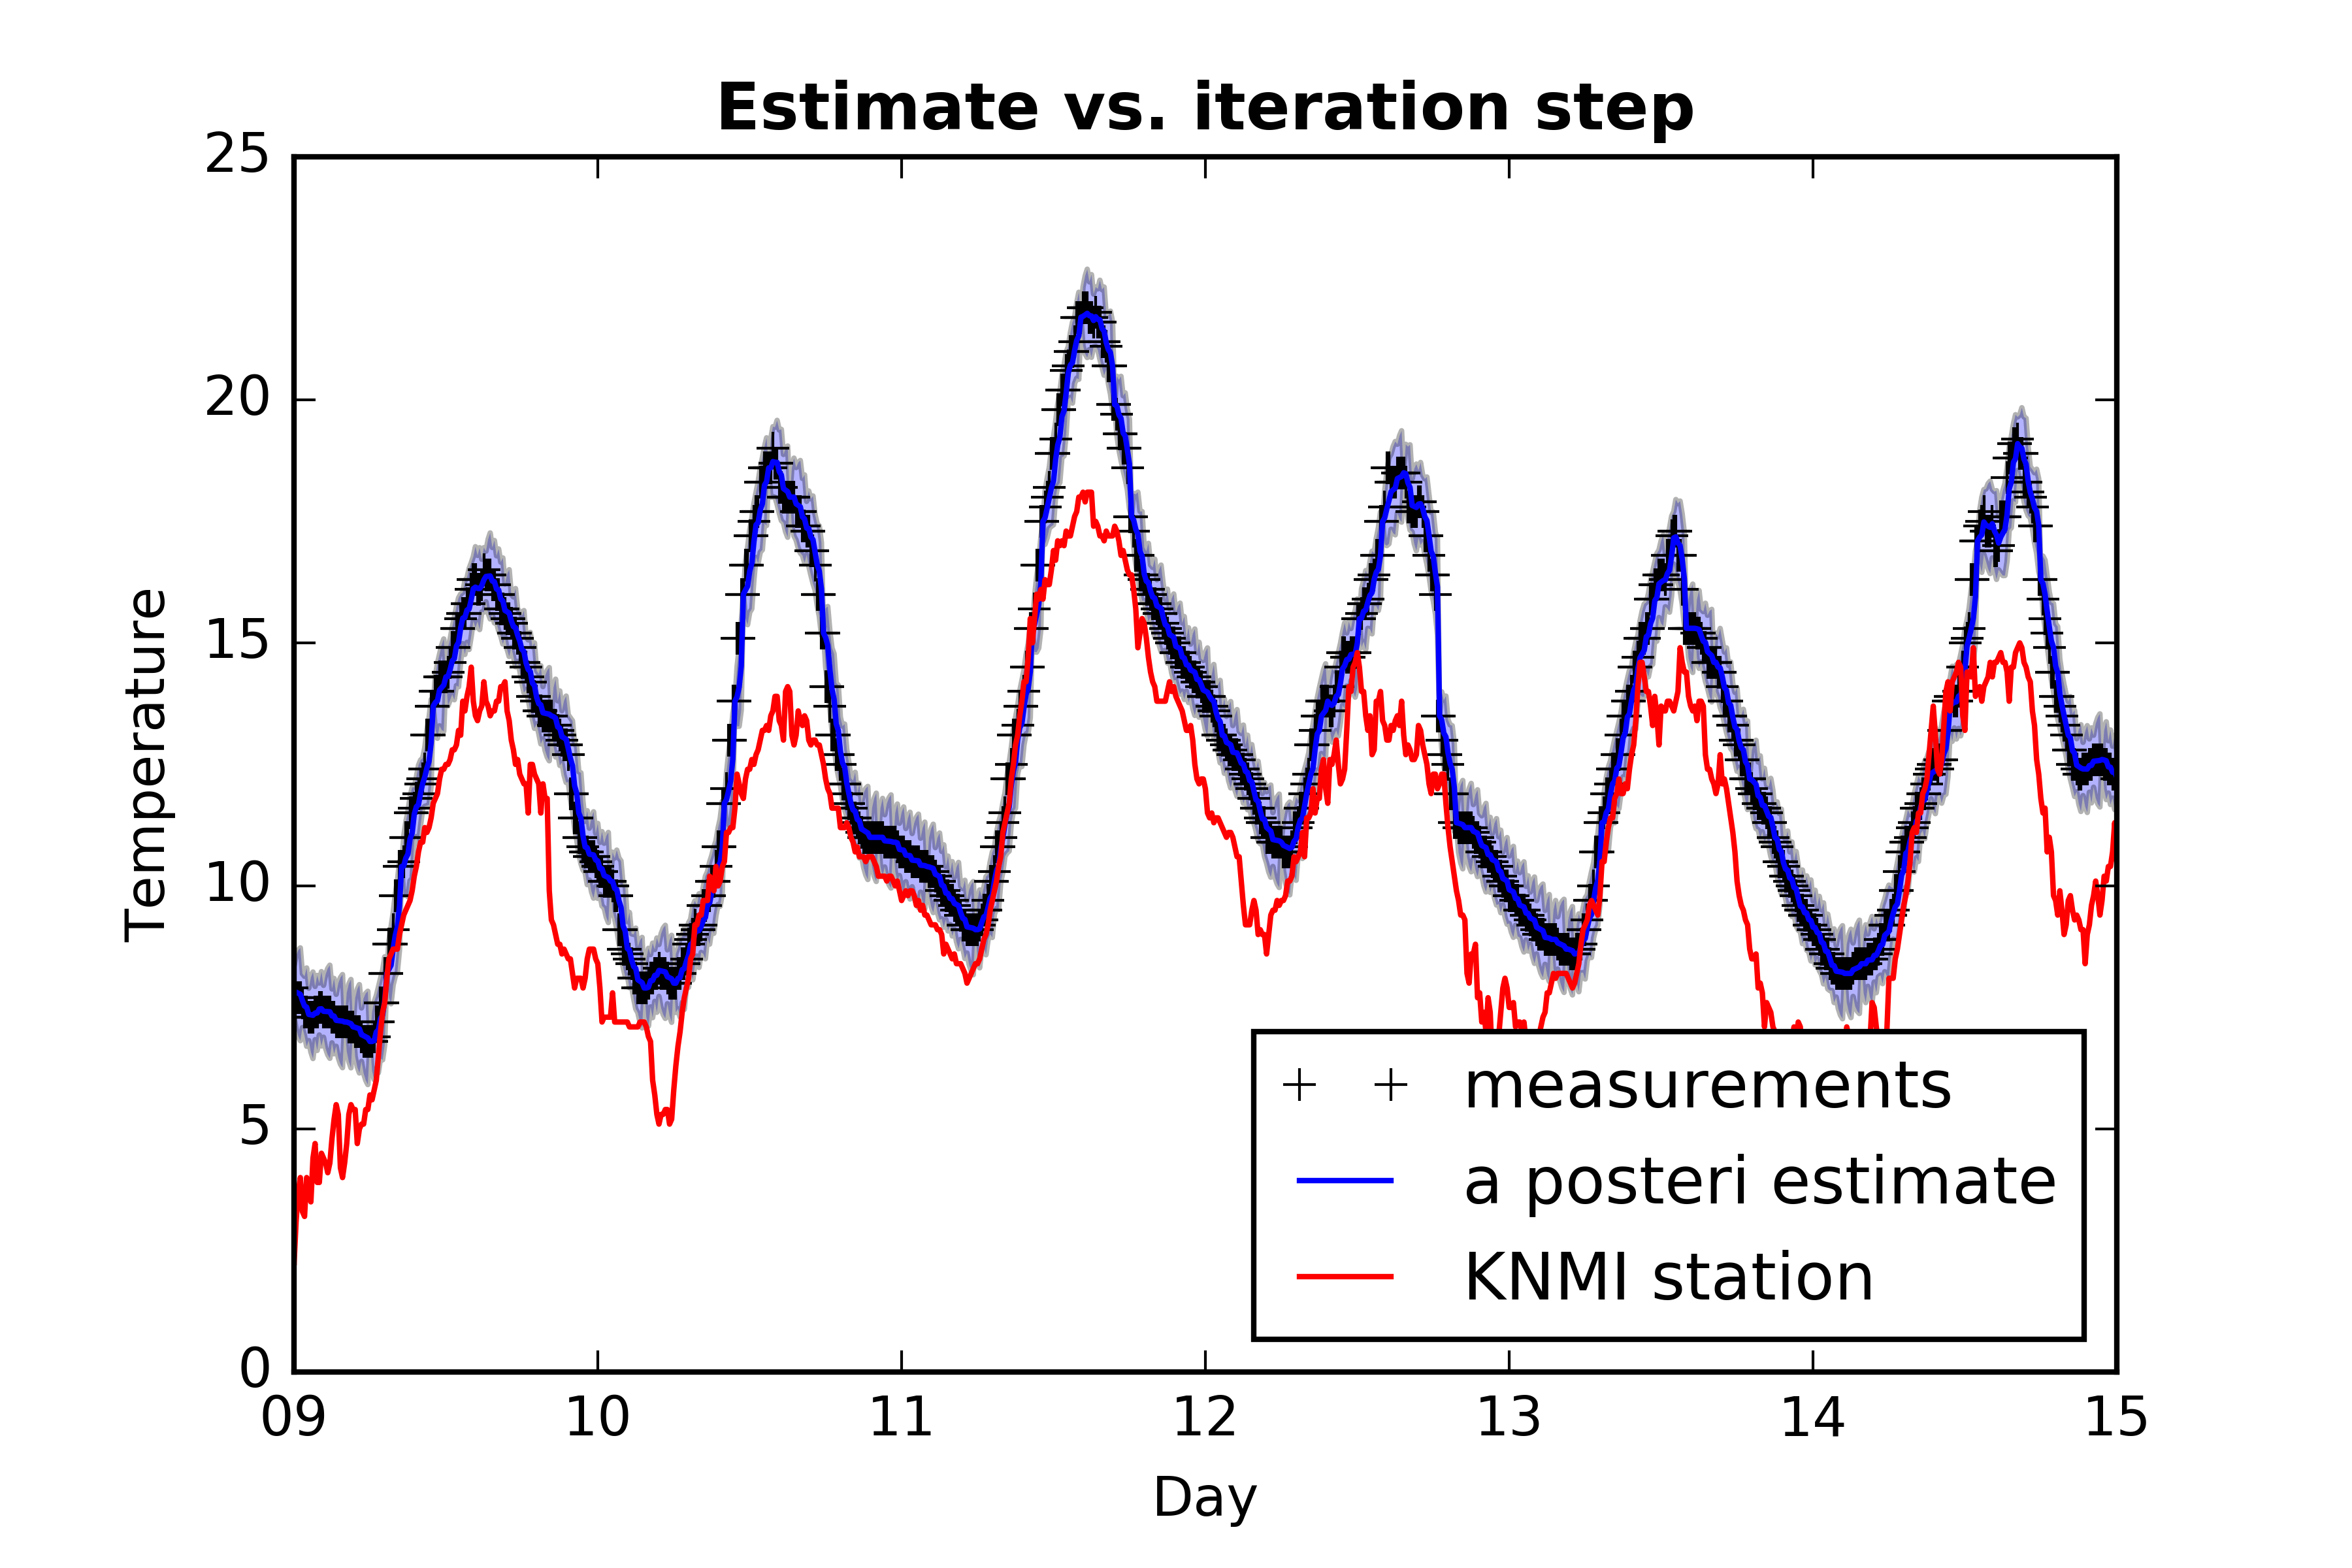 Estimate vs. iteration step
25
20
15
10
5
0
Temperature
measurements
a posteri estimate
KNMI station
09 10 11 12 13 14 15
Day